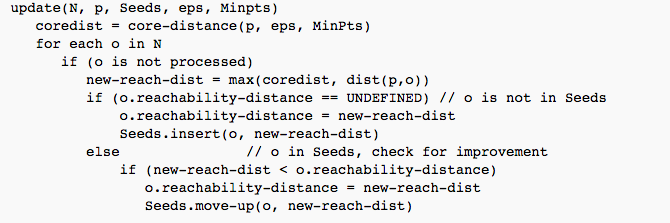 update(N, p, Seeds, eps, Minpts)
   coredist = core-distance(p, eps, MinPts)
   for each o in N
      if (o is not processed)
         new-reach-dist = max(coredist, dist(p,o))
         if (o.reachability-distance == UNDEFINED) // o is not in Seeds
             o.reachability-distance = new-reach-dist
             Seeds.insert(o, new-reach-dist)
         else               // o in Seeds, check for improvement
             if (new-reach-dist < o.reachability-distance)
                o.reachability-distance = new-reach-dist
                Seeds.move-up(o, new-reach-dist)